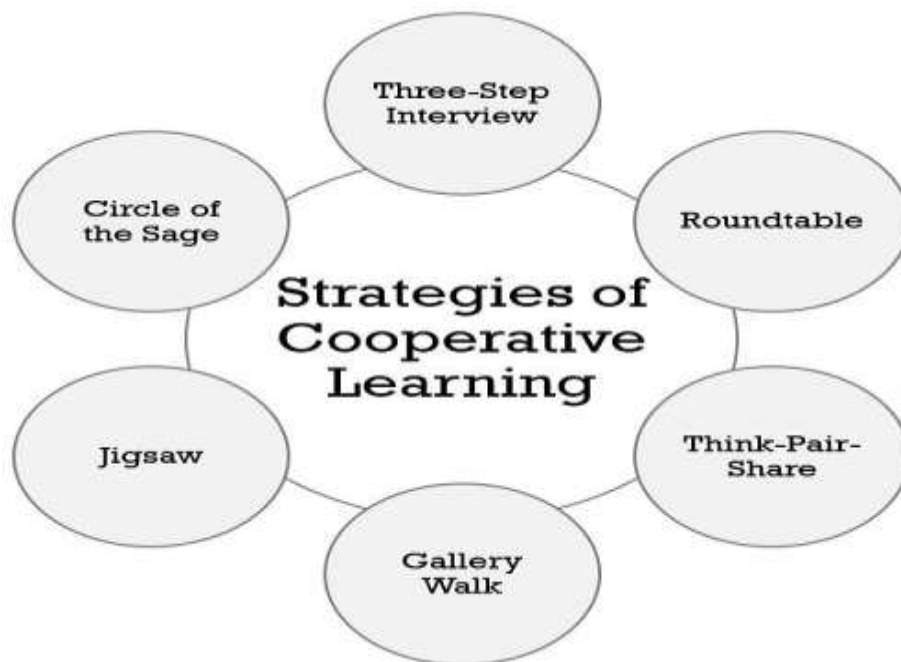 Three-Step
Interview
Roundtable
Think-Pair-
Share
Gallery
Walk
Jigsaw
Circle of
the Sage
Strategies of
Cooperative
Learning